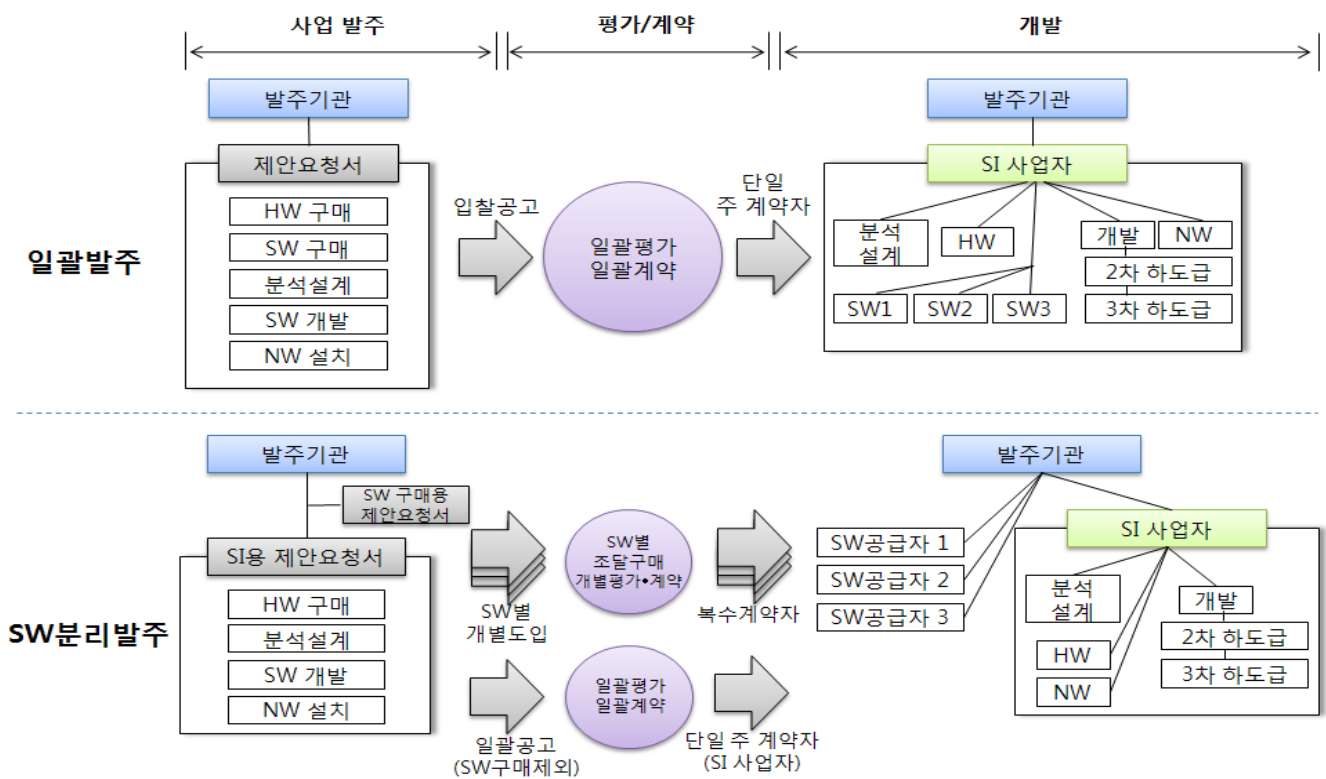 사업 발주
평가/계약
개발
일괄발주
발주기관
제안요청서
HW 구매
SW 구매
분석설계
SW 개발
NW 설치
입찰공고
일괄평가
일괄계약
단일
주 계약자
발주기관
SI 사업자
분석
설계
HW
개발
NW
2차 하도급
3차 하도급
SW1
SW2
SW3
SW분리발주
발주기관
SW 구매용
제안요청서
SI용 제안요청서
HW 구매
분석설계
SW 개발
NW 설치
SW별
개별도입
SW별
조달구매
개별평가•계약
복수계약자
일괄공고
(SW구매제외)
일괄평가
일괄계약
단일 주 계약자
(SI 사업자)
발주기관
SW공급자 1
SW공급자 2
SW공급자 3
SI 사업자
분석
설계
HW
NW
개발
2차 하도급
3차 하도급